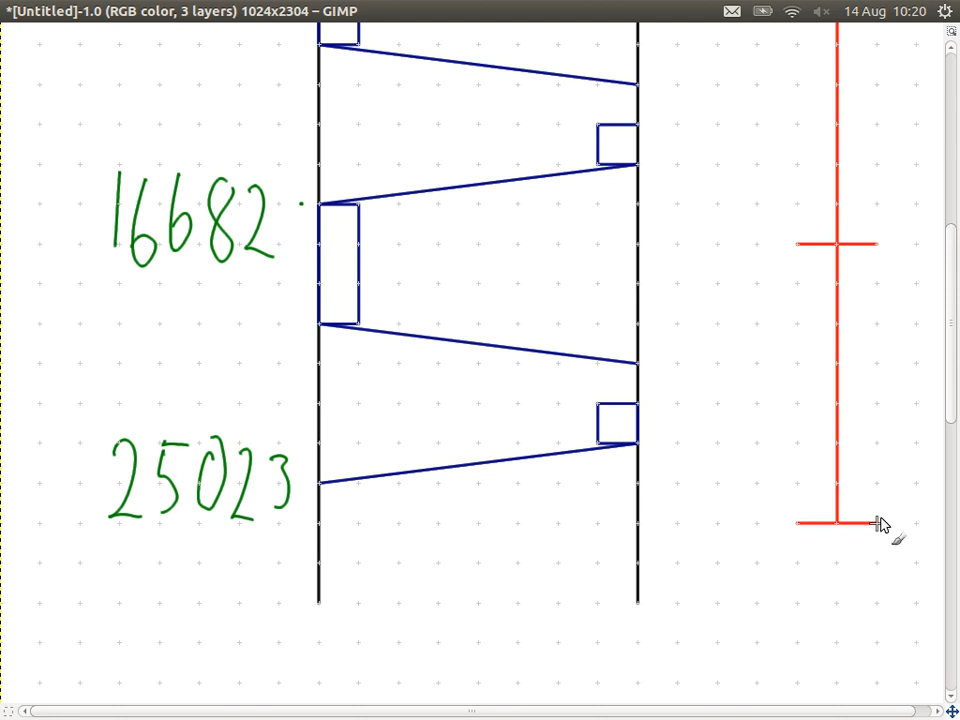 *[Untitled]-1.0 (RGB color, 3 layers) 1024x2304 – GIMP
14 Aug 10:20
16682
25023